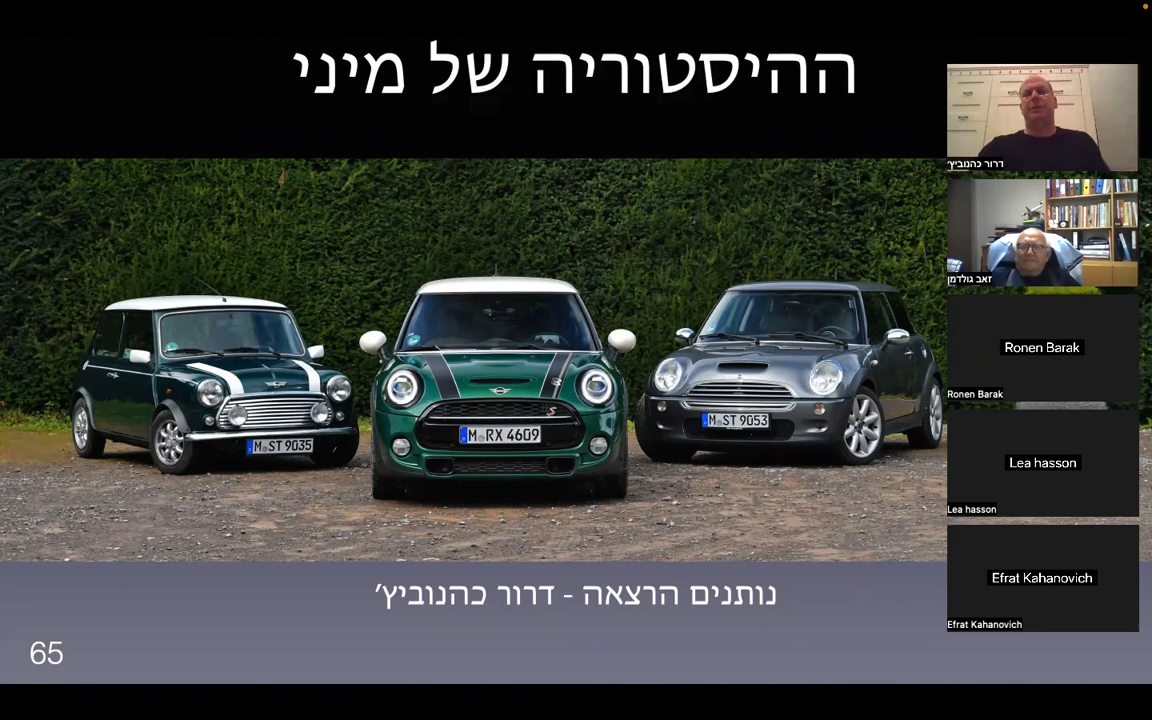 ההיסטוריה של מיני
דרור כהנוביץ'
זאב גולדמן
Ronen Barak
Ronen Barak
Lea hasson
Lea hasson
Efrat Kahanovich
Efrat Kahanovich
M ST 9035
M RX 4609
S
M ST 9053
נותנים הרצאה - דרור כהנוביץ'
65